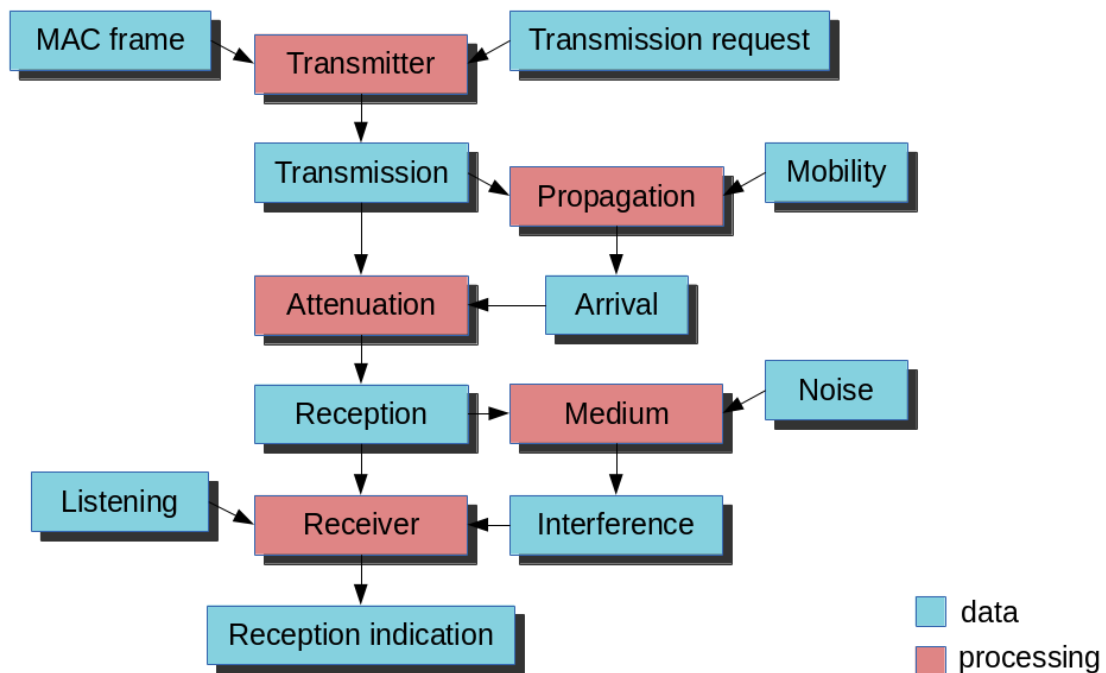 MAC frame
Transmitter
Transmission request
Transmission
Propagation
Mobility
Attenuation
Arrival
Reception
Medium
Noise
Listening
Receiver
Interference
Reception indication
data
processing